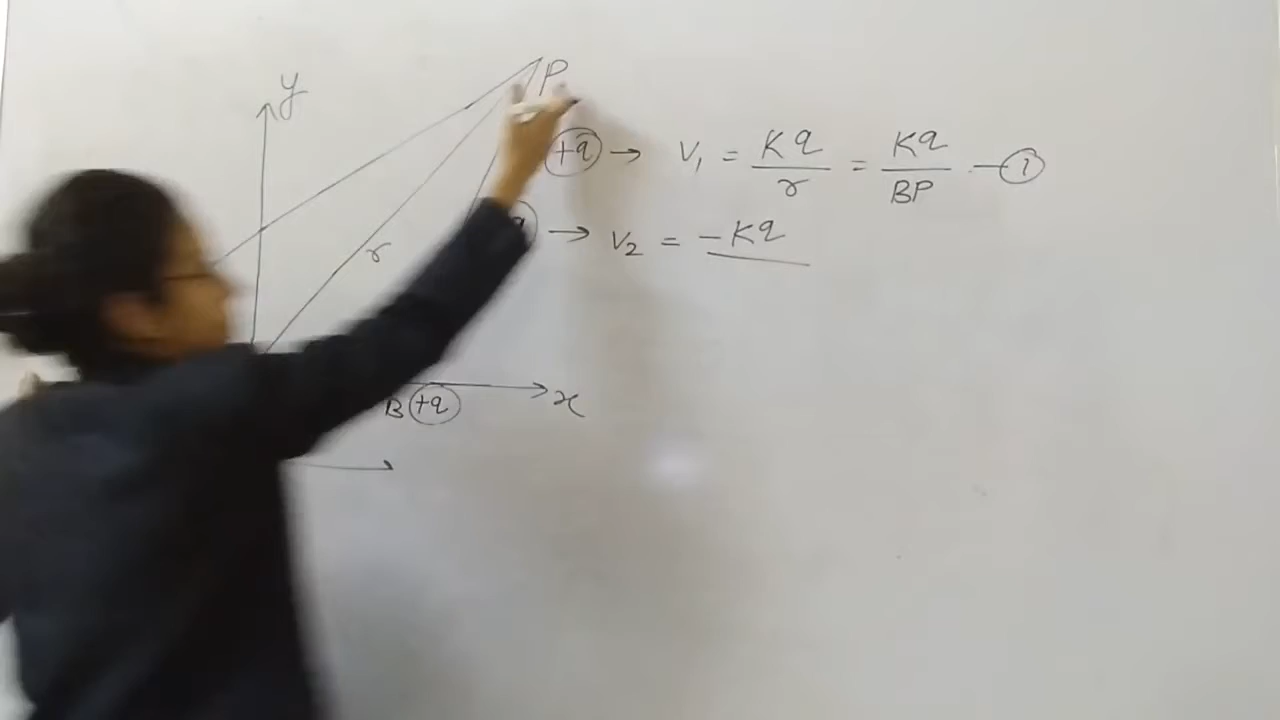 y
P
+q → V₁ = Kq/r = Kq/BP — ①
→ V₂ = -Kq
r
B +q
x